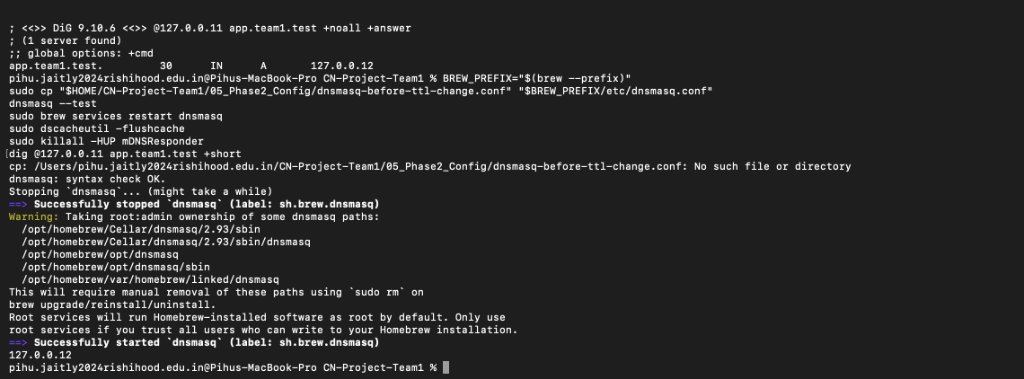 ; <<>> DiG 9.10.6 <<>> @127.0.0.11 app.team1.test +noall +answer
; (1 server found)
;; global options: +cmd
app.team1.test. 30 IN A 127.0.0.12
pihu.jaitly2024rishihood.edu.in@Pihus-MacBook-Pro CN-Project-Team1 % BREW_PREFIX="$(brew --prefix)"
sudo cp "$HOME/CN-Project-Team1/05_Phase2_Config/dnsmasq-before-ttl-change.conf" "$BREW_PREFIX/etc/dnsmasq.conf"
dnsmasq --test
sudo brew services restart dnsmasq
sudo dscacheutil -flushcache
sudo killall -HUP mDNSResponder
dig @127.0.0.11 app.team1.test +short
cp: /Users/pihu.jaitly2024rishihood.edu.in/CN-Project-Team1/05_Phase2_Config/dnsmasq-before-ttl-change.conf: No such file or directory
dnsmasq: syntax check OK.
Stopping `dnsmasq`... (might take a while)
==> Successfully stopped `dnsmasq` (label: sh.brew.dnsmasq)
Warning: Taking root:admin ownership of some dnsmasq paths:
/opt/homebrew/Cellar/dnsmasq/2.93/sbin
/opt/homebrew/Cellar/dnsmasq/2.93/sbin/dnsmasq
/opt/homebrew/opt/dnsmasq
/opt/homebrew/opt/dnsmasq/sbin
/opt/homebrew/var/homebrew/linked/dnsmasq
This will require manual removal of these paths using `sudo rm` on
brew upgrade/reinstall/uninstall.
Root services will run Homebrew-installed software as root by default. Only use
root services if you trust all users who can write to your Homebrew installation.
==> Successfully started `dnsmasq` (label: sh.brew.dnsmasq)
127.0.0.12
pihu.jaitly2024rishihood.edu.in@Pihus-MacBook-Pro CN-Project-Team1 %